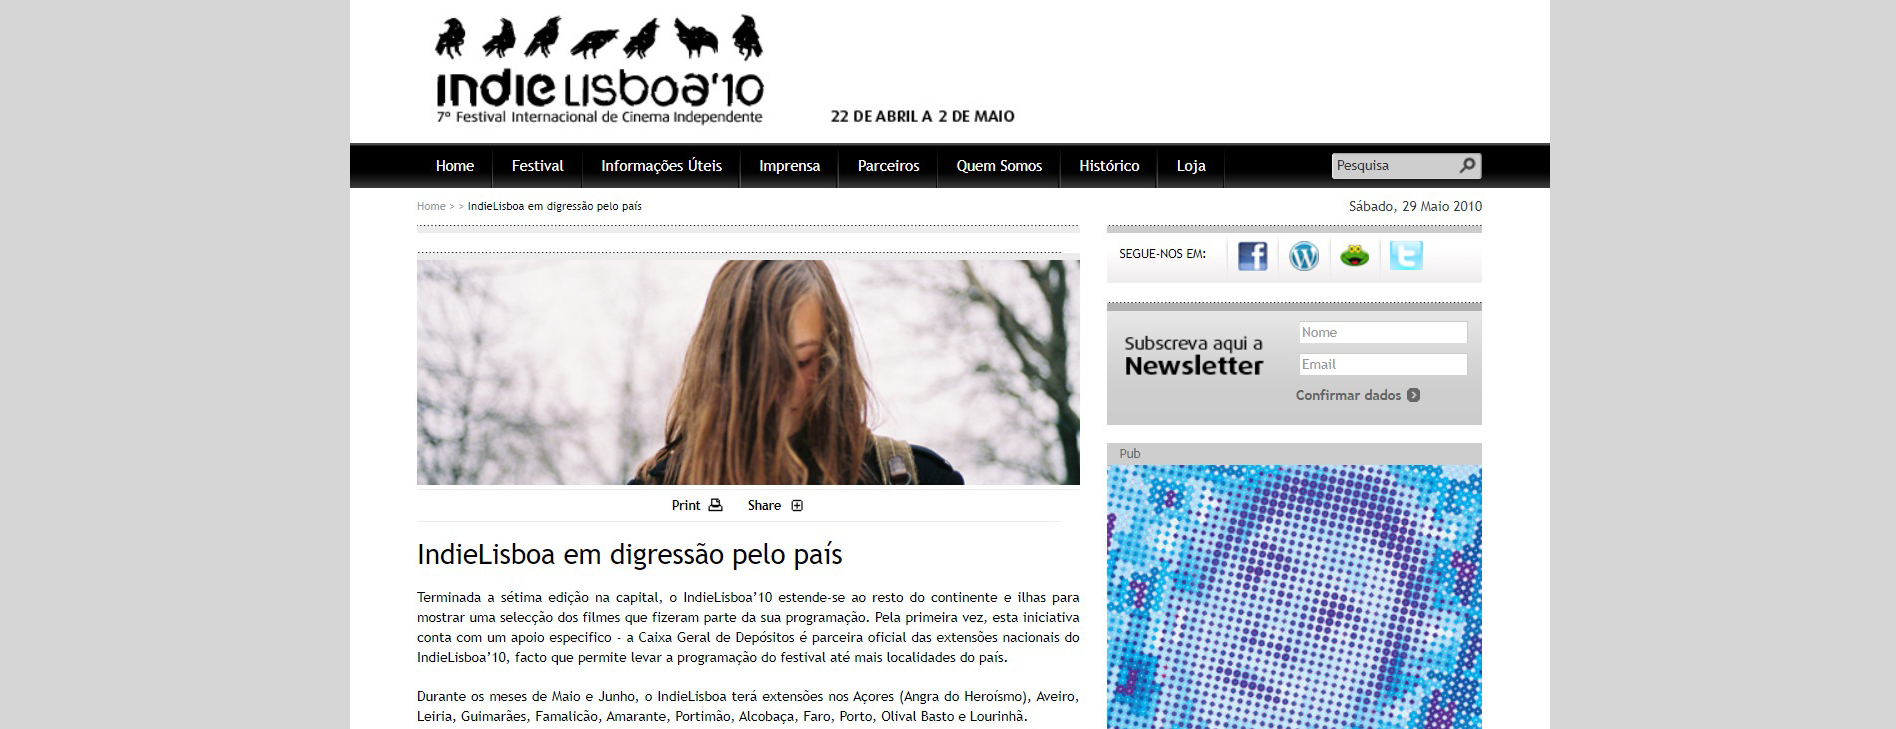 indie Lisboa'10
7º Festival Internacional de Cinema Independente
22 DE ABRIL A 2 DE MAIO
Home Festival Informações Úteis Imprensa Parceiros Quem Somos Histórico Loja Pesquisa
Home > > IndieLisboa em digressão pelo país
Sábado, 29 Maio 2010
SEGUE-NOS EM:
Subscreva aqui a
Newsletter
Nome
Email
Confirmar dados
Pub
Print Share
IndieLisboa em digressão pelo país
Terminada a sétima edição na capital, o IndieLisboa’10 estende-se ao resto do continente e ilhas para
mostrar uma selecção dos filmes que fizeram parte da sua programação. Pela primeira vez, esta iniciativa
conta com um apoio especifico - a Caixa Geral de Depósitos é parceira oficial das extensões nacionais do
IndieLisboa’10, facto que permite levar a programação do festival até mais localidades do país.
Durante os meses de Maio e Junho, o IndieLisboa terá extensões nos Açores (Angra do Heroísmo), Aveiro,
Leiria, Guimarães, Famalicão, Amarante, Portimão, Alcobaça, Faro, Porto, Olival Basto e Lourinhã.